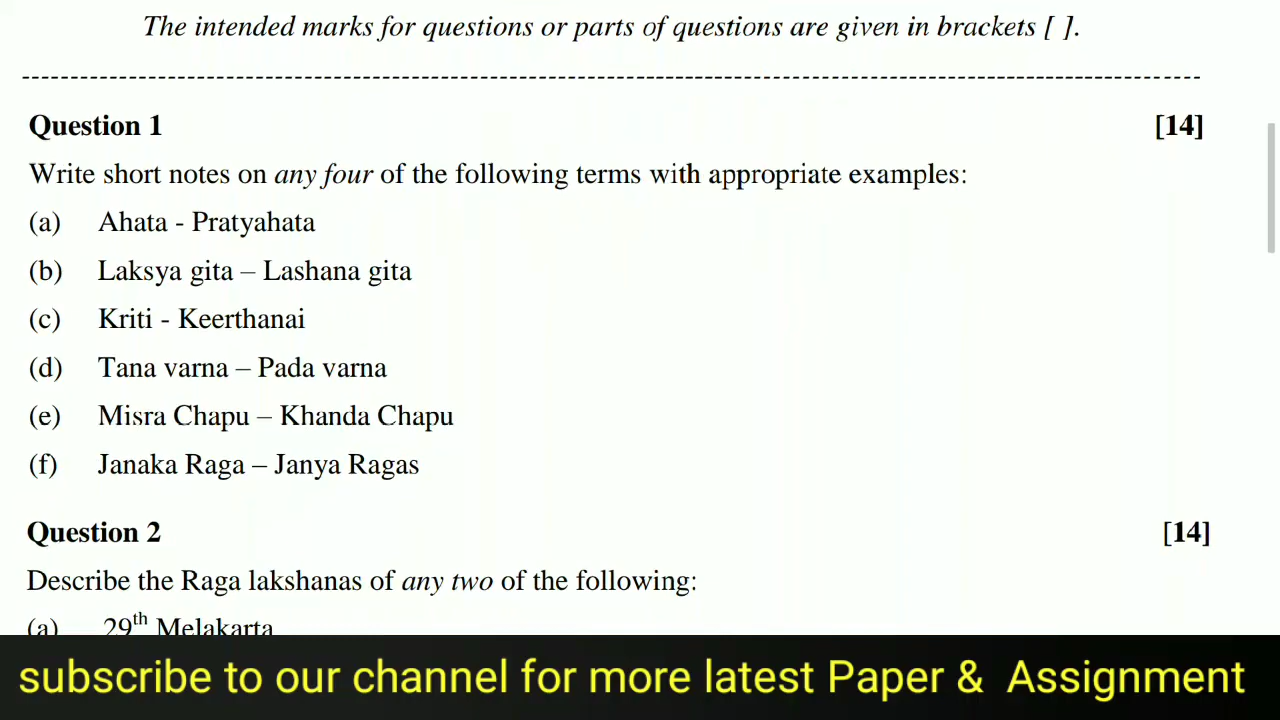 The intended marks for questions or parts of questions are given in brackets [ ].
Question 1 [14]
Write short notes on any four of the following terms with appropriate examples:
(a) Ahata - Pratyahata
(b) Laksya gita – Lashana gita
(c) Kriti - Keerthanai
(d) Tana varna – Pada varna
(e) Misra Chapu – Khanda Chapu
(f) Janaka Raga – Janya Ragas
Question 2 [14]
Describe the Raga lakshanas of any two of the following:
(a) 29th Melakarta
subscribe to our channel for more latest Paper & Assignment